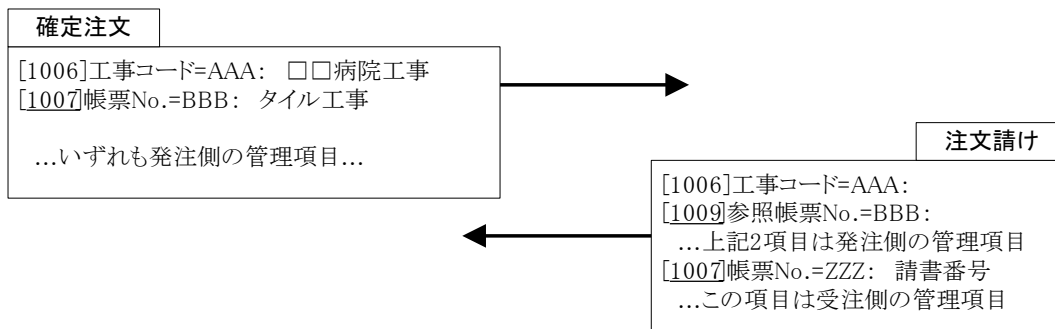 確定注文
[1006]工事コード=AAA: □□病院工事
[1007]帳票No.=BBB: タイル工事
…いずれも発注側の管理項目…
注文請け
[1006]工事コード=AAA:
[1009]参照帳票No.=BBB:
…上記2項目は発注側の管理項目
[1007]帳票No.=ZZZ: 請書番号
…この項目は受注側の管理項目